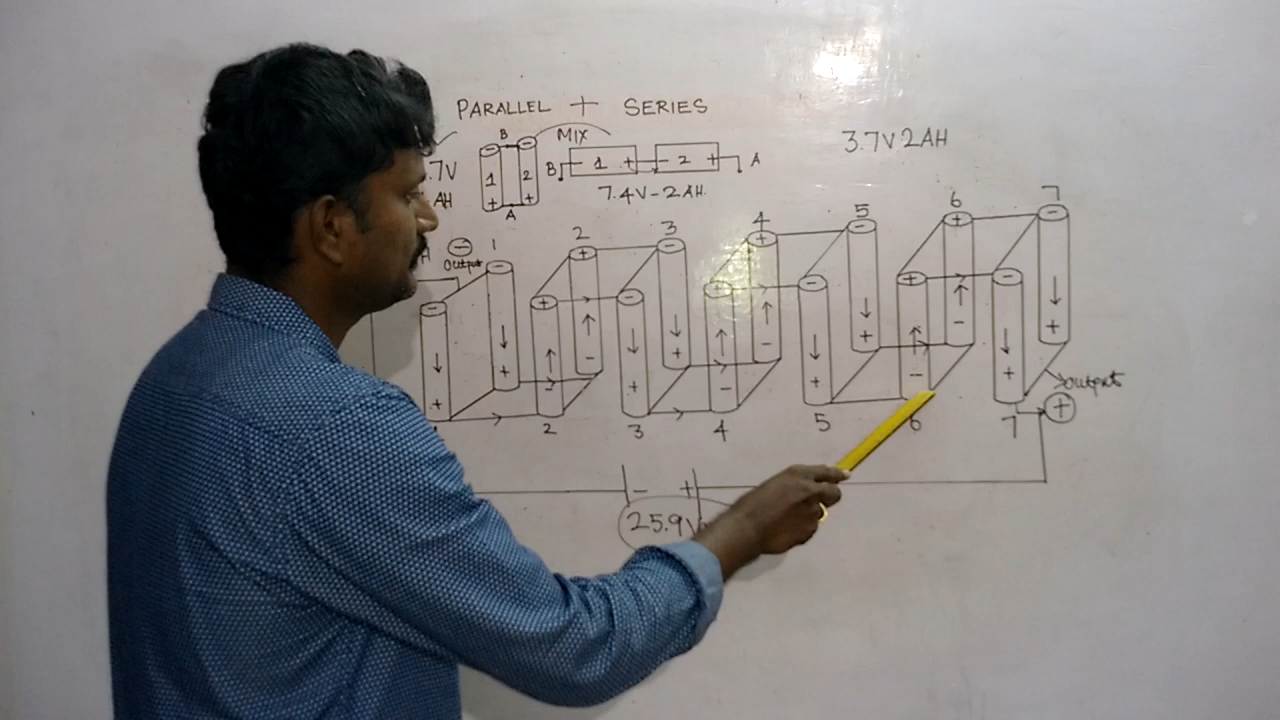 PARALLEL + SERIES
MIX
3.7V 2AH
B
1 2
+ +
A
.7V
AH
B - 1 + - 2 + A
7.4V-2AH.
H
- output
1 2 3 4 5 6 7
- + - + - + -
- + - + - + -
+ - + - + - +
+ - + - + - +
2 3 4 5 6 7
output
+
- +
25.9V